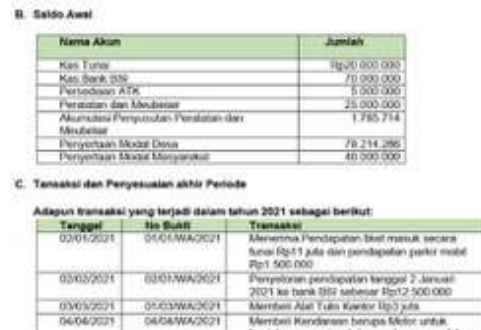 B. Saldo Awal
Nama Akun Jumlah
Kas Tunai Rp20.000.000
Kas Bank BSI 70.000.000
Persediaan ATK 5.000.000
Peralatan dan Meubelair 25.000.000
Akumulasi Penyusutan Peralatan dan
Meubelair
1.785.714
Penyertaan Modal Desa 78.214.286
Penyertaan Modal Masyarakat 40.000.000
C. Tansaksi dan Penyesuaian akhir Periode
Adapun transaksi yang terjadi dalam tahun 2021 sebagai berikut:
Tanggal No Bukti Transaksi
02/01/2021 01/01/WA/2021 Menerima Pendapatan tiket masuk secara
tunai Rp11 juta dan pendapatan parkir mobil
Rp1.500.000
02/02/2021 02/01/WA/2021 Penyetoran pendapatan tanggal 2 Januari
2021 ke bank BSI sebesar Rp12.500.000
03/03/2021 01/03/WA/2021 Membeli Alat Tulis Kantor Rp3 juta
04/04/2021 04/04/WA/2021 Membeli Kendaraan berupa Motor untuk